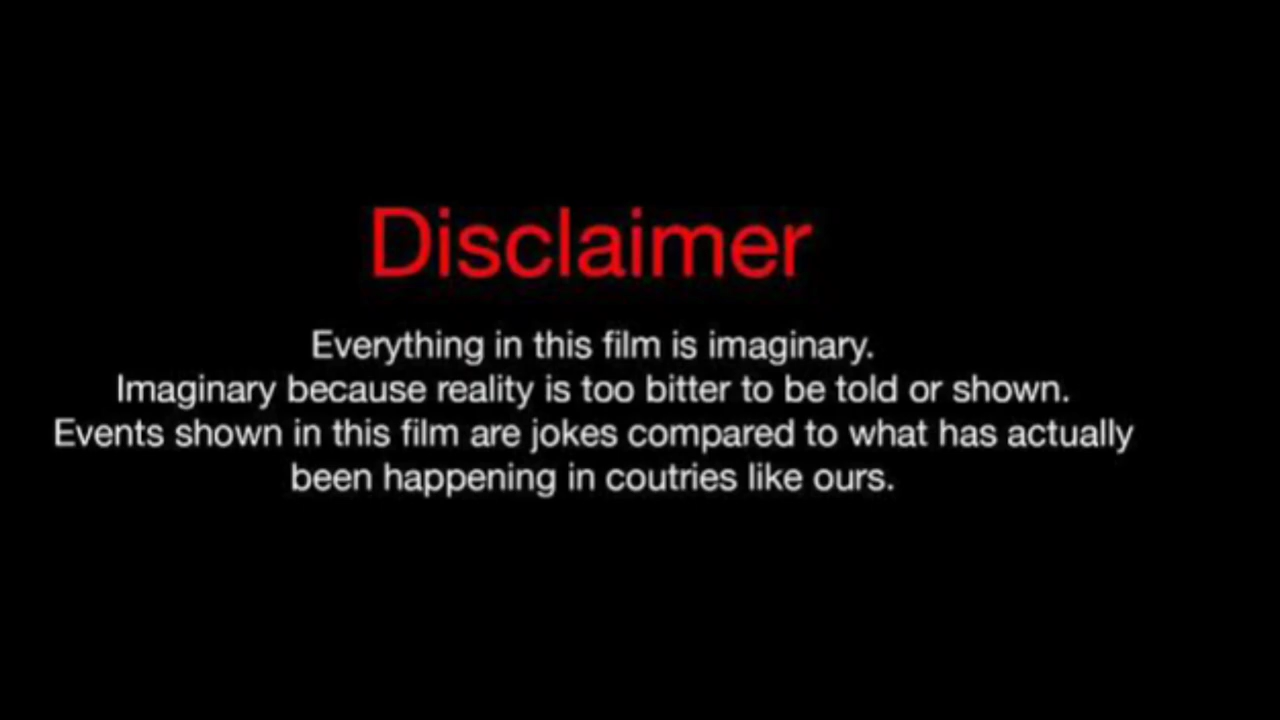 Disclaimer
Everything in this film is imaginary.
Imaginary because reality is too bitter to be told or shown.
Events shown in this film are jokes compared to what has actually
been happening in coutries like ours.